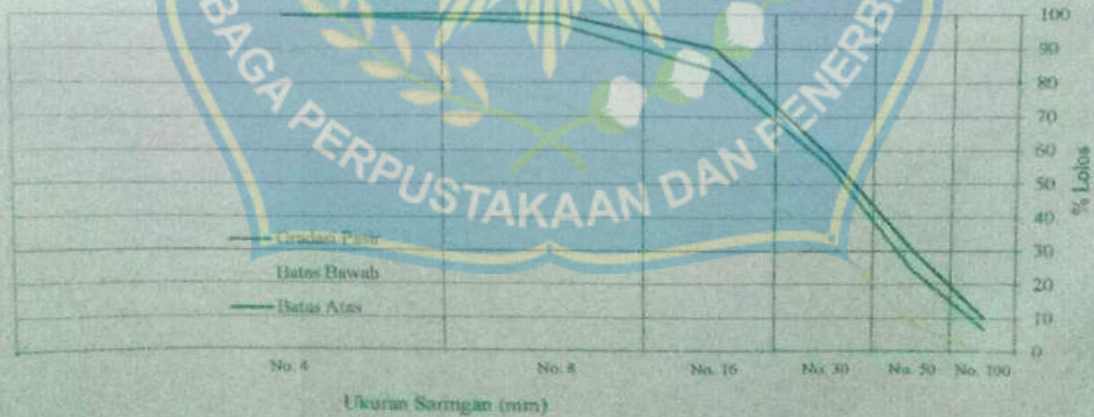 BAGA PERPUSTAKAAN DAN PENERBI
100
90
80
70
60
50
40
30
20
10
0
% Lolos
Gradasi Pasir
Batas Bawah
Batas Atas
No. 4
No. 8
No. 16
No. 30
No. 50
No. 100
Ukuran Saringan (mm)